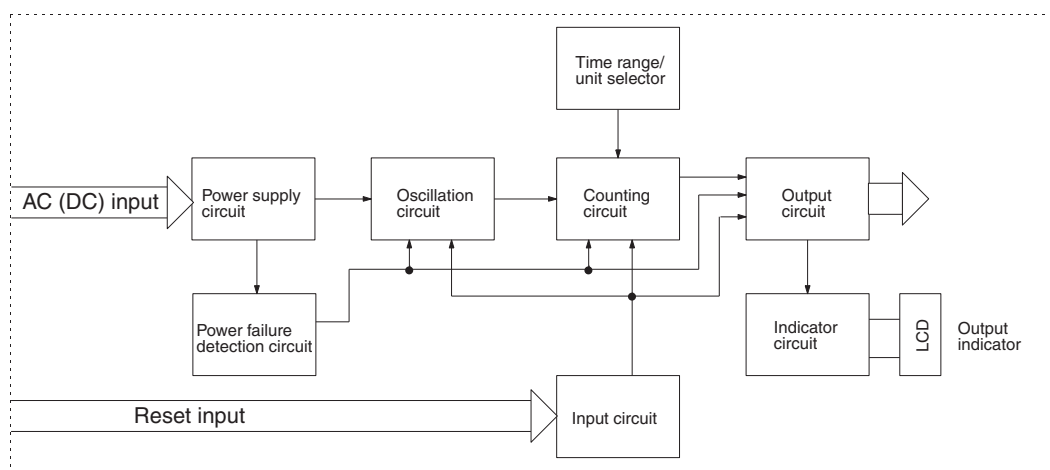 Time range/
unit selector
AC (DC) input
Power supply
circuit
Oscillation
circuit
Counting
circuit
Output
circuit
Power failure
detection circuit
Indicator
circuit
LCD
Output
indicator
Reset input
Input circuit